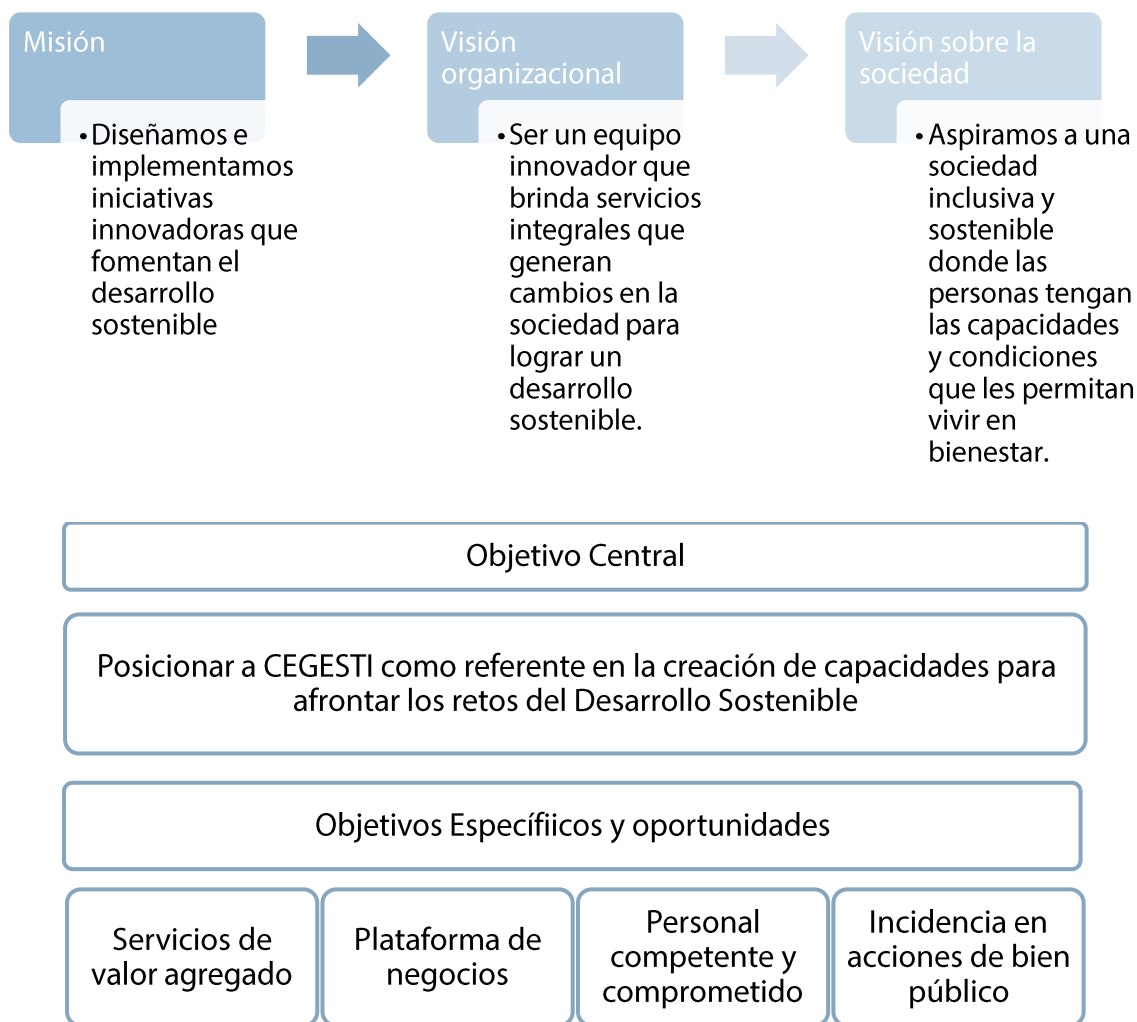 Misión
• Diseñamos e
implementamos
iniciativas
innovadoras que
fomentan el
desarrollo
sostenible
Visión
organizacional
• Ser un equipo
innovador que
brinda servicios
integrales que
generan
cambios en la
sociedad para
lograr un
desarrollo
sostenible.
Visión sobre la
sociedad
• Aspiramos a una
sociedad
inclusiva y
sostenible
donde las
personas tengan
las capacidades
y condiciones
que les permitan
vivir en
bienestar.
Objetivo Central
Posicionar a CEGESTI como referente en la creación de capacidades para
afrontar los retos del Desarrollo Sostenible
Objetivos Específiicos y oportunidades
Servicios de
valor agregado
Plataforma de
negocios
Personal
competente y
comprometido
Incidencia en
acciones de bien
público